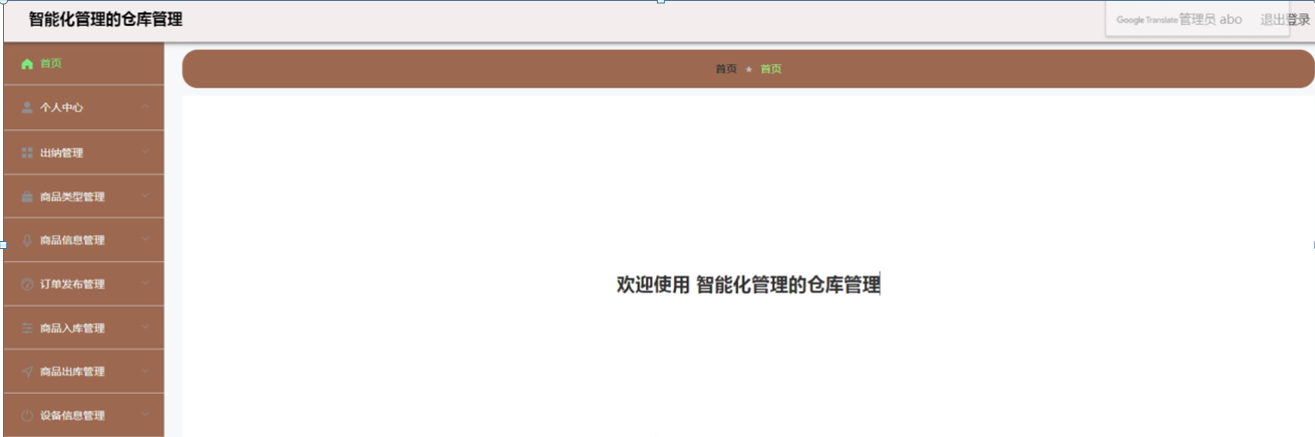 智能化管理的仓库管理
Google Translate 管理员 abo 退出登录
首页
首页 ★ 首页
个人中心
出纳管理
商品类型管理
商品信息管理
欢迎使用 智能化管理的仓库管理
订单发布管理
商品入库管理
商品出库管理
设备信息管理